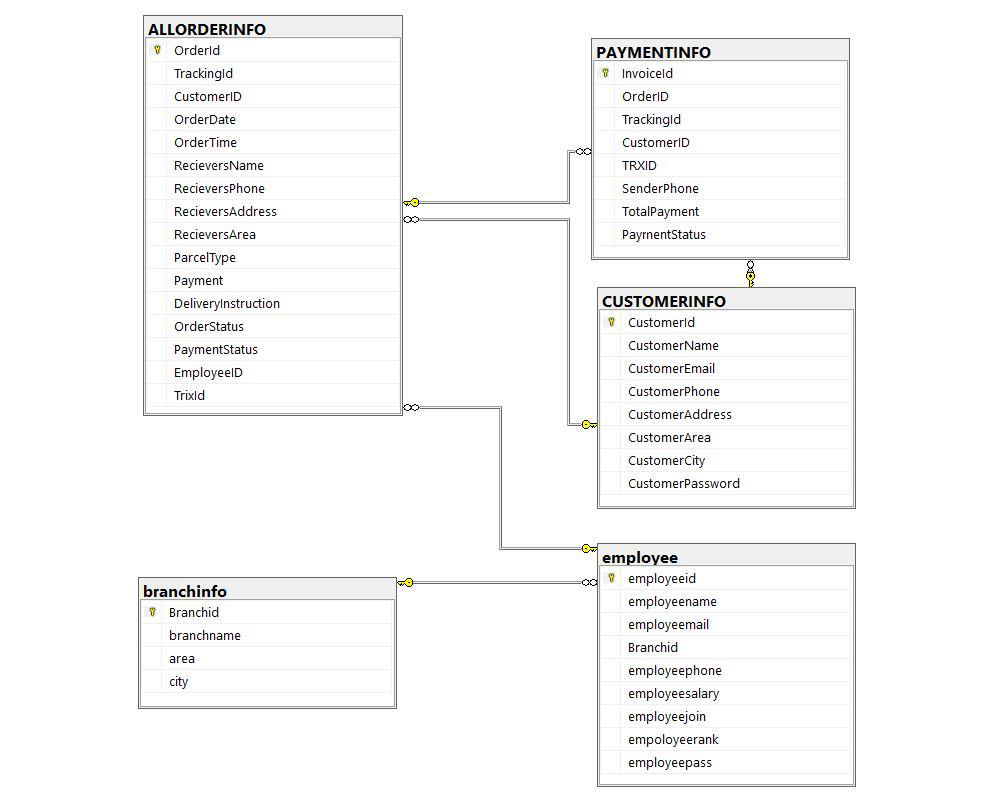 ALLORDERINFO
OrderId
TrackingId
CustomerID
OrderDate
OrderTime
RecieversName
RecieversPhone
RecieversAddress
RecieversArea
ParcelType
Payment
DeliveryInstruction
OrderStatus
PaymentStatus
EmployeeID
TrixId
PAYMENTINFO
InvoiceId
OrderID
TrackingId
CustomerID
TRXID
SenderPhone
TotalPayment
PaymentStatus
CUSTOMERINFO
CustomerId
CustomerName
CustomerEmail
CustomerPhone
CustomerAddress
CustomerArea
CustomerCity
CustomerPassword
branchinfo
Branchid
branchname
area
city
employee
employeeid
employeename
employeemail
Branchid
employeephone
employeesalary
employeejoin
empoloyeerank
employeepass